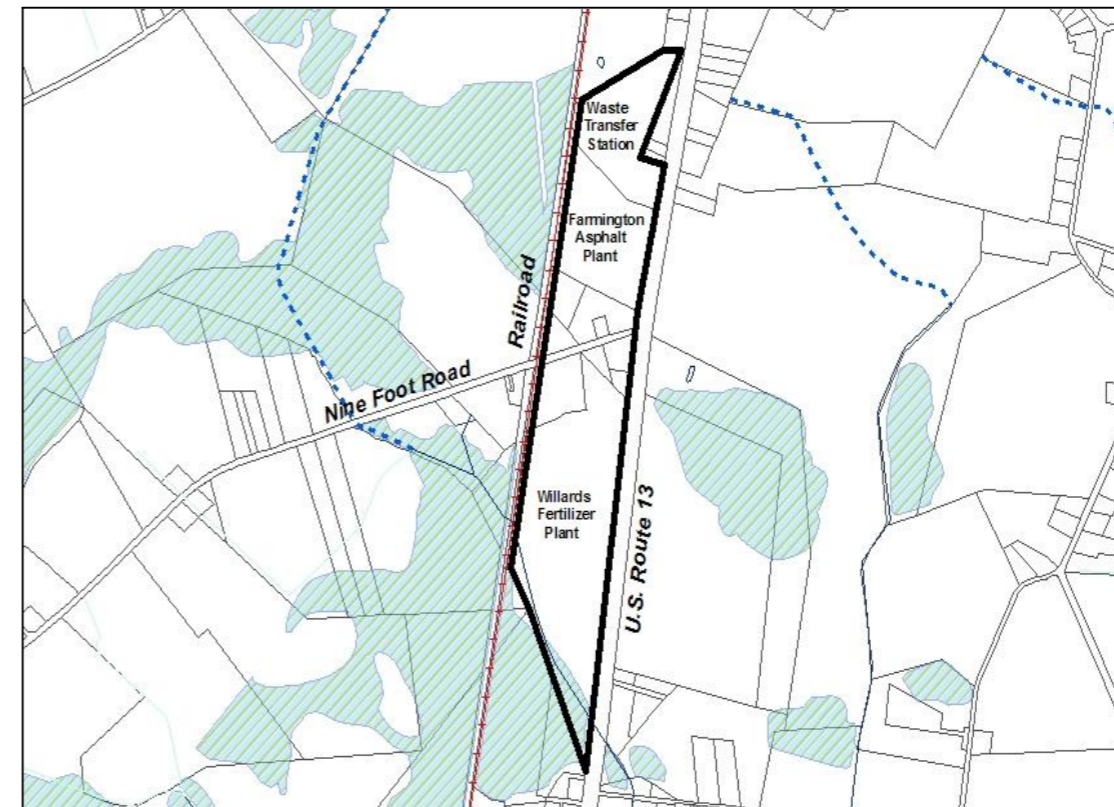 Waste
Transfer
Station
Farmington
Asphalt
Plant
Railroad
Nine Foot Road
Willards
Fertilizer
Plant
U.S. Route 13